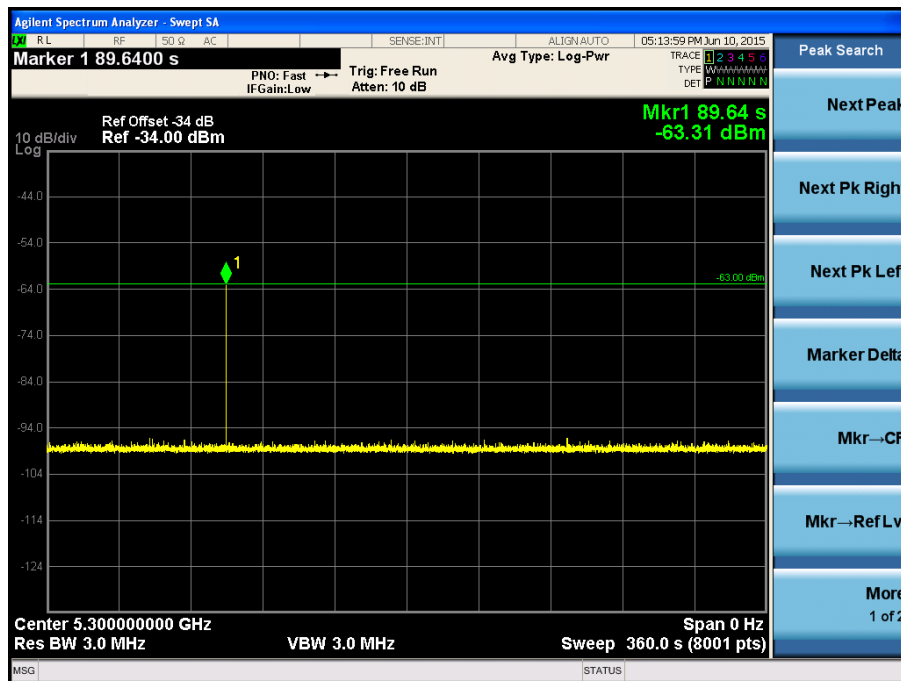 Agilent Spectrum Analyzer - Swept SA
LXI RL RF 50 Ω AC SENSE:INT ALIGN AUTO 05:13:59 PM Jun 10, 2015
Marker 1 89.6400 s
PNO: Fast
IFGain:Low
Trig: Free Run
Atten: 10 dB
Avg Type: Log-Pwr
TRACE 1 2 3 4 5 6
TYPE WWWWWW
DET P N N N N N
Peak Search
Mkr1 89.64 s
-63.31 dBm
Ref Offset -34 dB
10 dB/div Ref -34.00 dBm
Log
-44.0
-54.0
-64.0
-74.0
-84.0
-94.0
-104
-114
-124
1
-63.00 dBm
Center 5.300000000 GHz Span 0 Hz
Res BW 3.0 MHz VBW 3.0 MHz Sweep 360.0 s (8001 pts)
MSG STATUS
Next Peak
Next Pk Righ
Next Pk Lef
Marker Delta
Mkr→CF
Mkr→Ref Lv
More
1 of 2